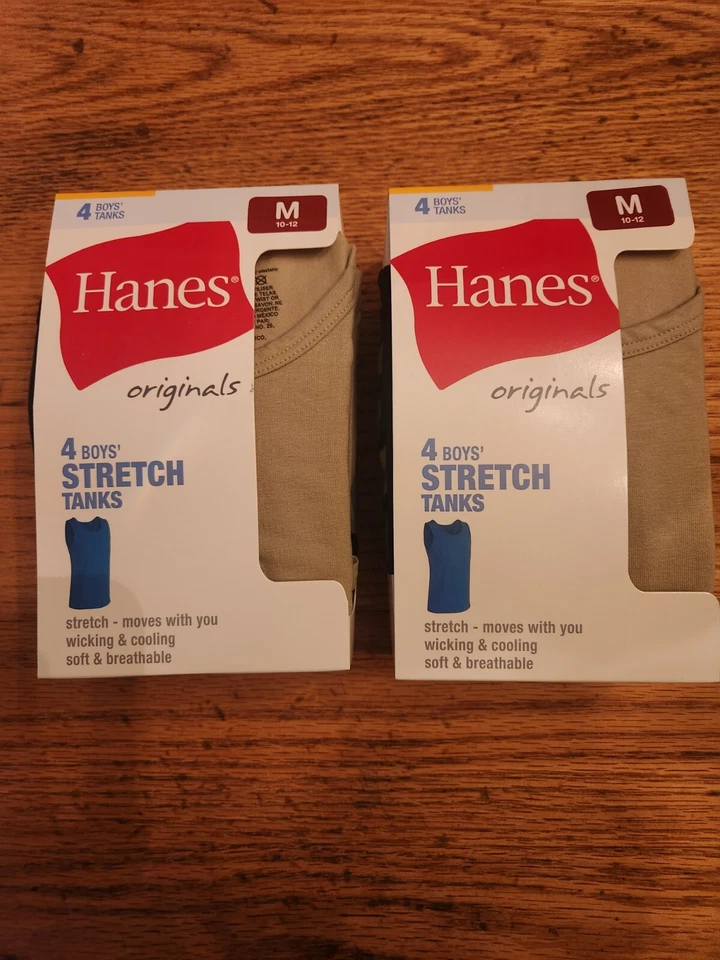 4 BOYS' TANKS
M
10-12
Hanes®
originals
4 BOYS'
STRETCH
TANKS
stretch - moves with you
wicking & cooling
soft & breathable
4 BOYS' TANKS
M
10-12
Hanes®
originals
4 BOYS'
STRETCH
TANKS
stretch - moves with you
wicking & cooling
soft & breathable